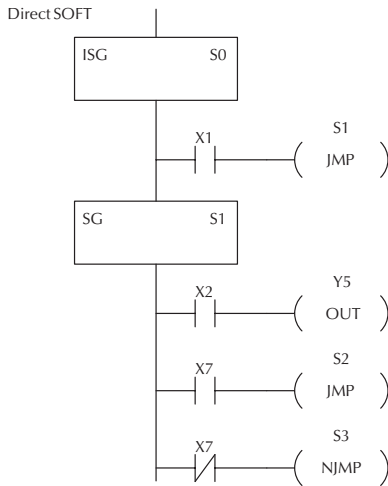 Direct SOFT
ISG S0
X1
S1
JMP
SG S1
X2
Y5
OUT
X7
S2
JMP
X7
S3
NJMP